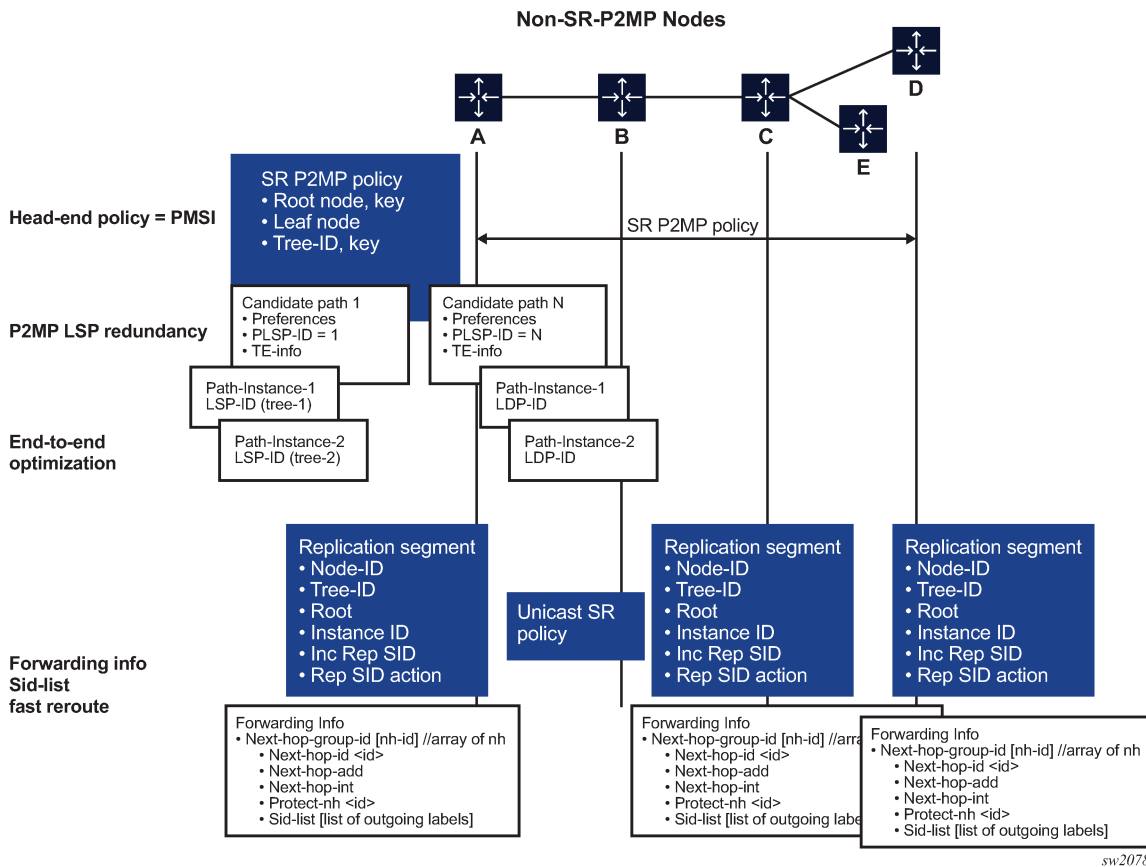 Non-SR-P2MP Nodes
D
A
B
C
E
Head-end policy = PMSI
SR P2MP policy
• Root node, key
• Leaf node
• Tree-ID, key
SR P2MP policy
P2MP LSP redundancy
Candidate path 1
• Preferences
• PLSP-ID = 1
• TE-info
Candidate path N
• Preferences
• PLSP-ID = N
• TE-info
Path-Instance-1
LSP-ID (tree-1)
Path-Instance-1
LDP-ID
End-to-end
optimization
Path-Instance-2
LSP-ID (tree-2)
Path-Instance-2
LDP-ID
Forwarding info
Sid-list
fast reroute
Replication segment
• Node-ID
• Tree-ID
• Root
• Instance ID
• Inc Rep SID
• Rep SID action
Unicast SR
policy
Replication segment
• Node-ID
• Tree-ID
• Root
• Instance ID
• Inc Rep SID
• Rep SID action
Replication segment
• Node-ID
• Tree-ID
• Root
• Instance ID
• Inc Rep SID
• Rep SID action
Forwarding Info
• Next-hop-group-id [nh-id] //array of nh
• Next-hop-id <id>
• Next-hop-add
• Next-hop-int
• Protect-nh <id>
• Sid-list [list of outgoing labels]
Forwarding Info
• Next-hop-group-id [nh-id]
• Next-hop-id <id>
• Next-hop-add
• Next-hop-int
• Protect-nh <id>
• Sid-list [list of outgoing
Forwarding Info
• Next-hop-group-id [nh-id] //array of nh
• Next-hop-id <id>
• Next-hop-add
• Next-hop-int
• Protect-nh <id>
• Sid-list [list of outgoing labels]